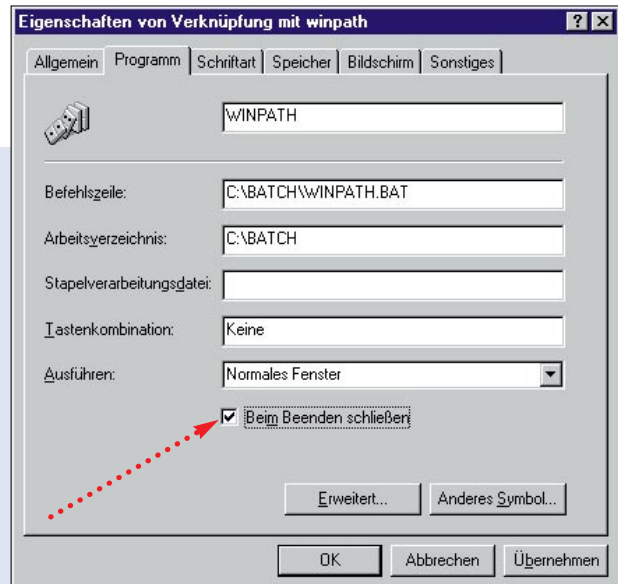 Eigenschaften von Verknüpfung mit winpath
Allgemein Programm Schriftart Speicher Bildschirm Sonstiges
WINPATH
Befehlszeile: C:\BATCH\WINPATH.BAT
Arbeitsverzeichnis: C:\BATCH
Stapelverarbeitungsdatei:
Tastenkombination: Keine
Ausführen: Normales Fenster
Beim Beenden schließen
Erweitert... Anderes Symbol...
OK Abbrechen Übernehmen